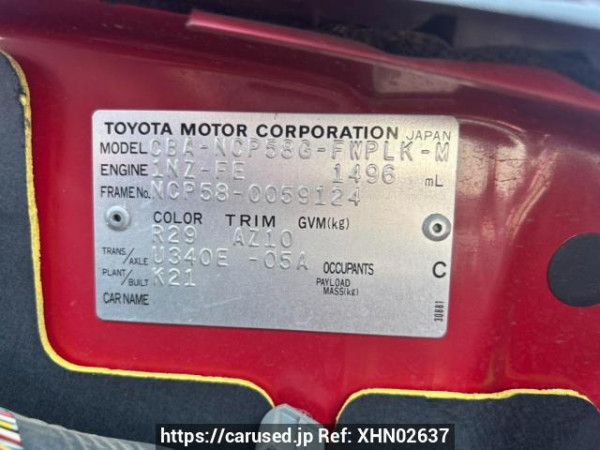 TOYOTA MOTOR CORPORATION JAPAN
MODEL CBA-NCP58G-FWPLK-M
ENGINE 1NZ-FE 1496 mL
FRAME No. NCP58-0059124
COLOR TRIM GVM(kg)
R29 AZ10
TRANS/AXLE U340E -05A OCCUPANTS C
PLANT/BUILT K21 PAYLOAD MASS(kg)
CAR NAME
30881
https://carused.jp Ref: XHN02637